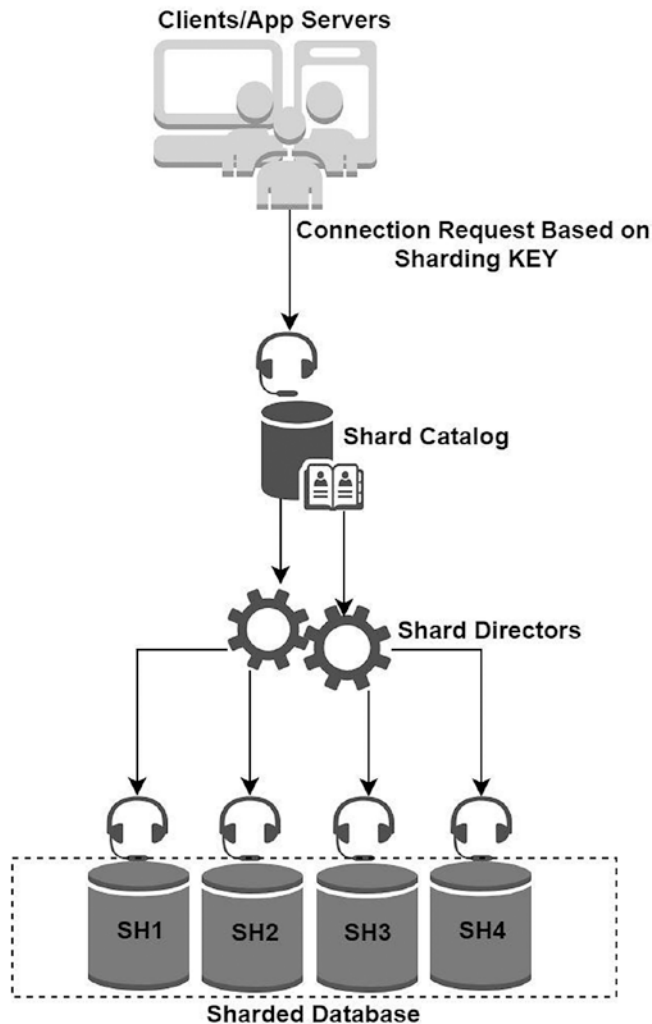 Clients/App Servers
Connection Request Based on
Sharding KEY
Shard Catalog
Shard Directors
SH1
SH2
SH3
SH4
Sharded Database